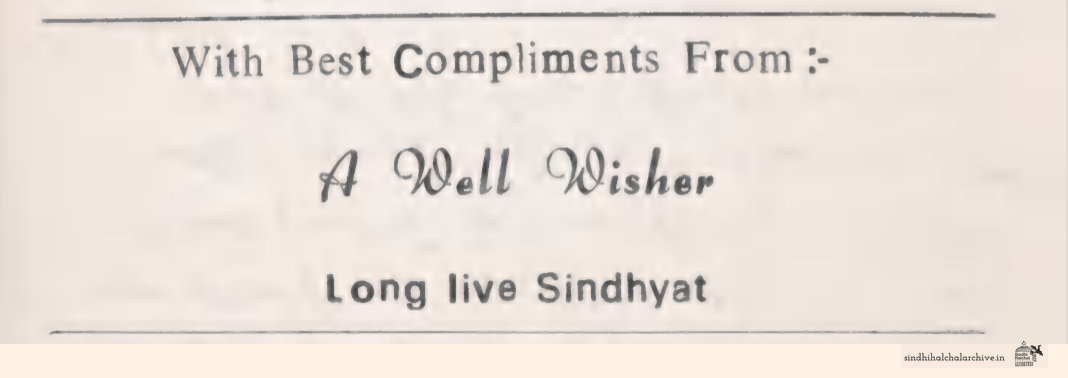 With Best Compliments From :-
A Well Wisher
Long live Sindhyat
sindhihalchalarchive.in